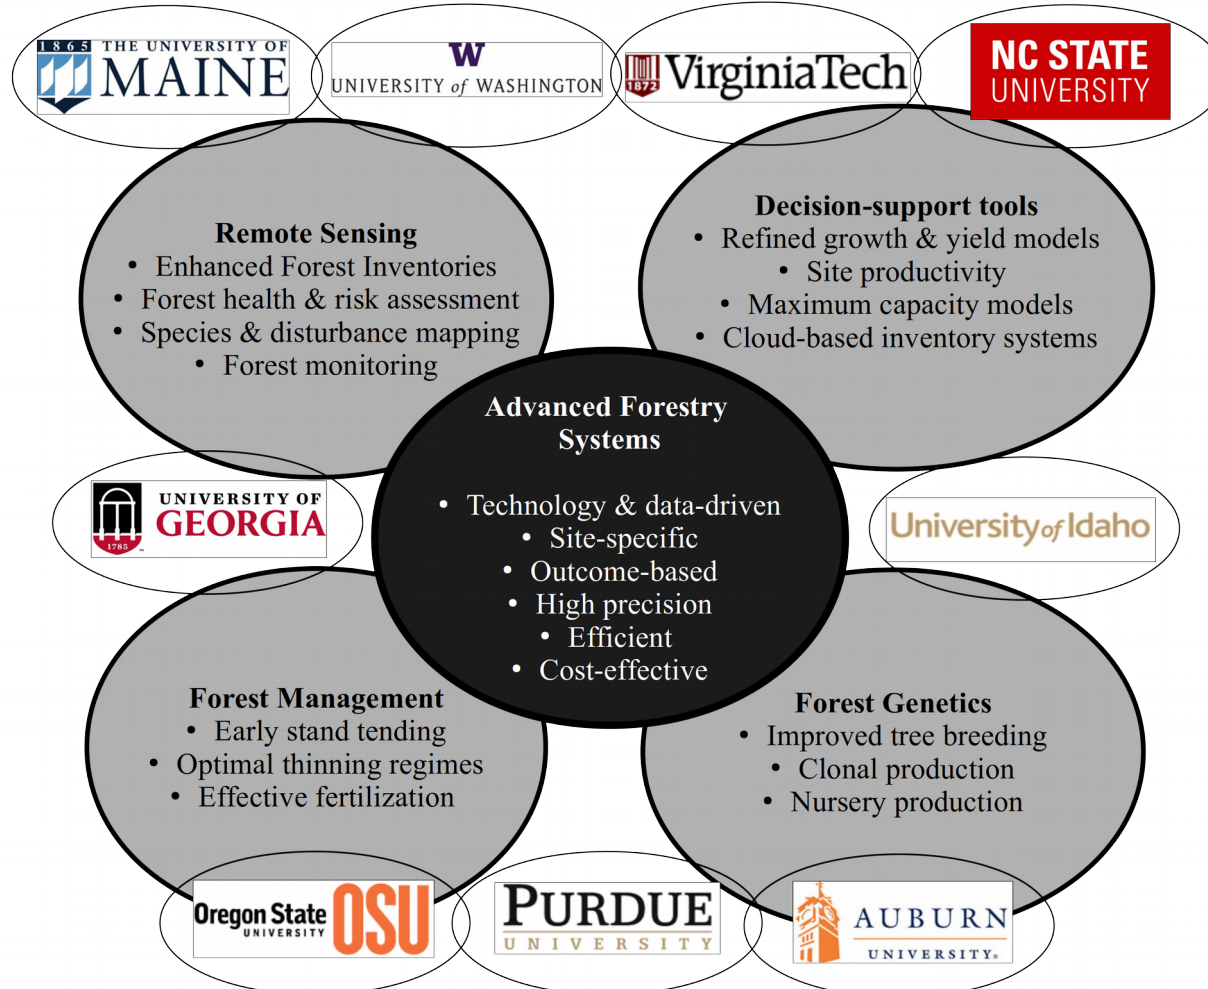 1865 THE UNIVERSITY OF
MAINE
W
UNIVERSITY of WASHINGTON
1872 VirginiaTech
NC STATE
UNIVERSITY
Remote Sensing
• Enhanced Forest Inventories
• Forest health & risk assessment
• Species & disturbance mapping
• Forest monitoring
Decision-support tools
• Refined growth & yield models
• Site productivity
• Maximum capacity models
• Cloud-based inventory systems
Advanced Forestry
Systems
• Technology & data-driven
• Site-specific
• Outcome-based
• High precision
• Efficient
• Cost-effective
UNIVERSITY OF
GEORGIA
1785
University of Idaho
Forest Management
• Early stand tending
• Optimal thinning regimes
• Effective fertilization
Forest Genetics
• Improved tree breeding
• Clonal production
• Nursery production
Oregon State
UNIVERSITY
OSU
PURDUE
UNIVERSITY
AUBURN
UNIVERSITY